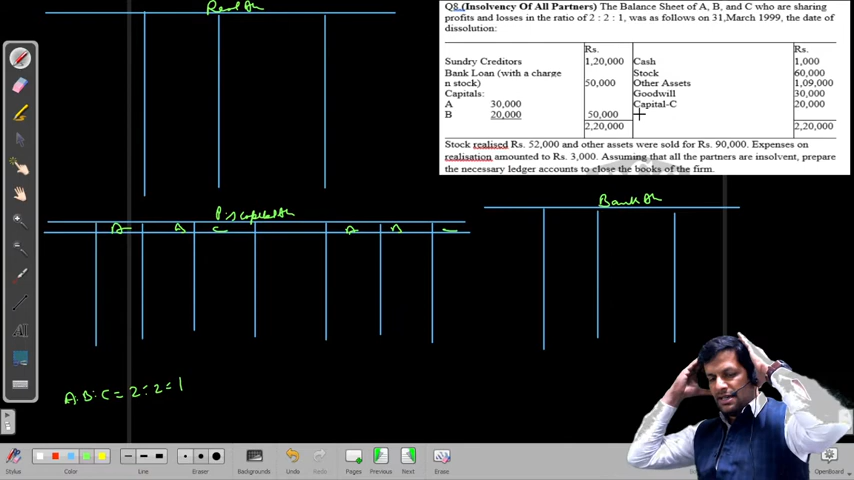 Real A/c
Q8.(Insolvency Of All Partners) The Balance Sheet of A, B, and C who are sharing
profits and losses in the ratio of 2 : 2 : 1, was as follows on 31,March 1999, the date of
dissolution:
Rs. Rs.
Sundry Creditors 1,20,000 Cash 1,000
Bank Loan (with a charge Stock 60,000
n stock) 50,000 Other Assets 1,09,000
Capitals: Goodwill 30,000
A 30,000 Capital-C 20,000
B 20,000 50,000
2,20,000 2,20,000
Stock realised Rs. 52,000 and other assets were sold for Rs. 90,000. Expenses on
realisation amounted to Rs. 3,000. Assuming that all the partners are insolvent, prepare
the necessary ledger accounts to close the books of the firm.
P's capital A/c
Bank A/c
A B C A B
A:B:C = 2:2:1
Stylus
Color
Line
Eraser
Backgrounds
Undo
Redo
Pages
Previous
Next
Erase
OpenBoard